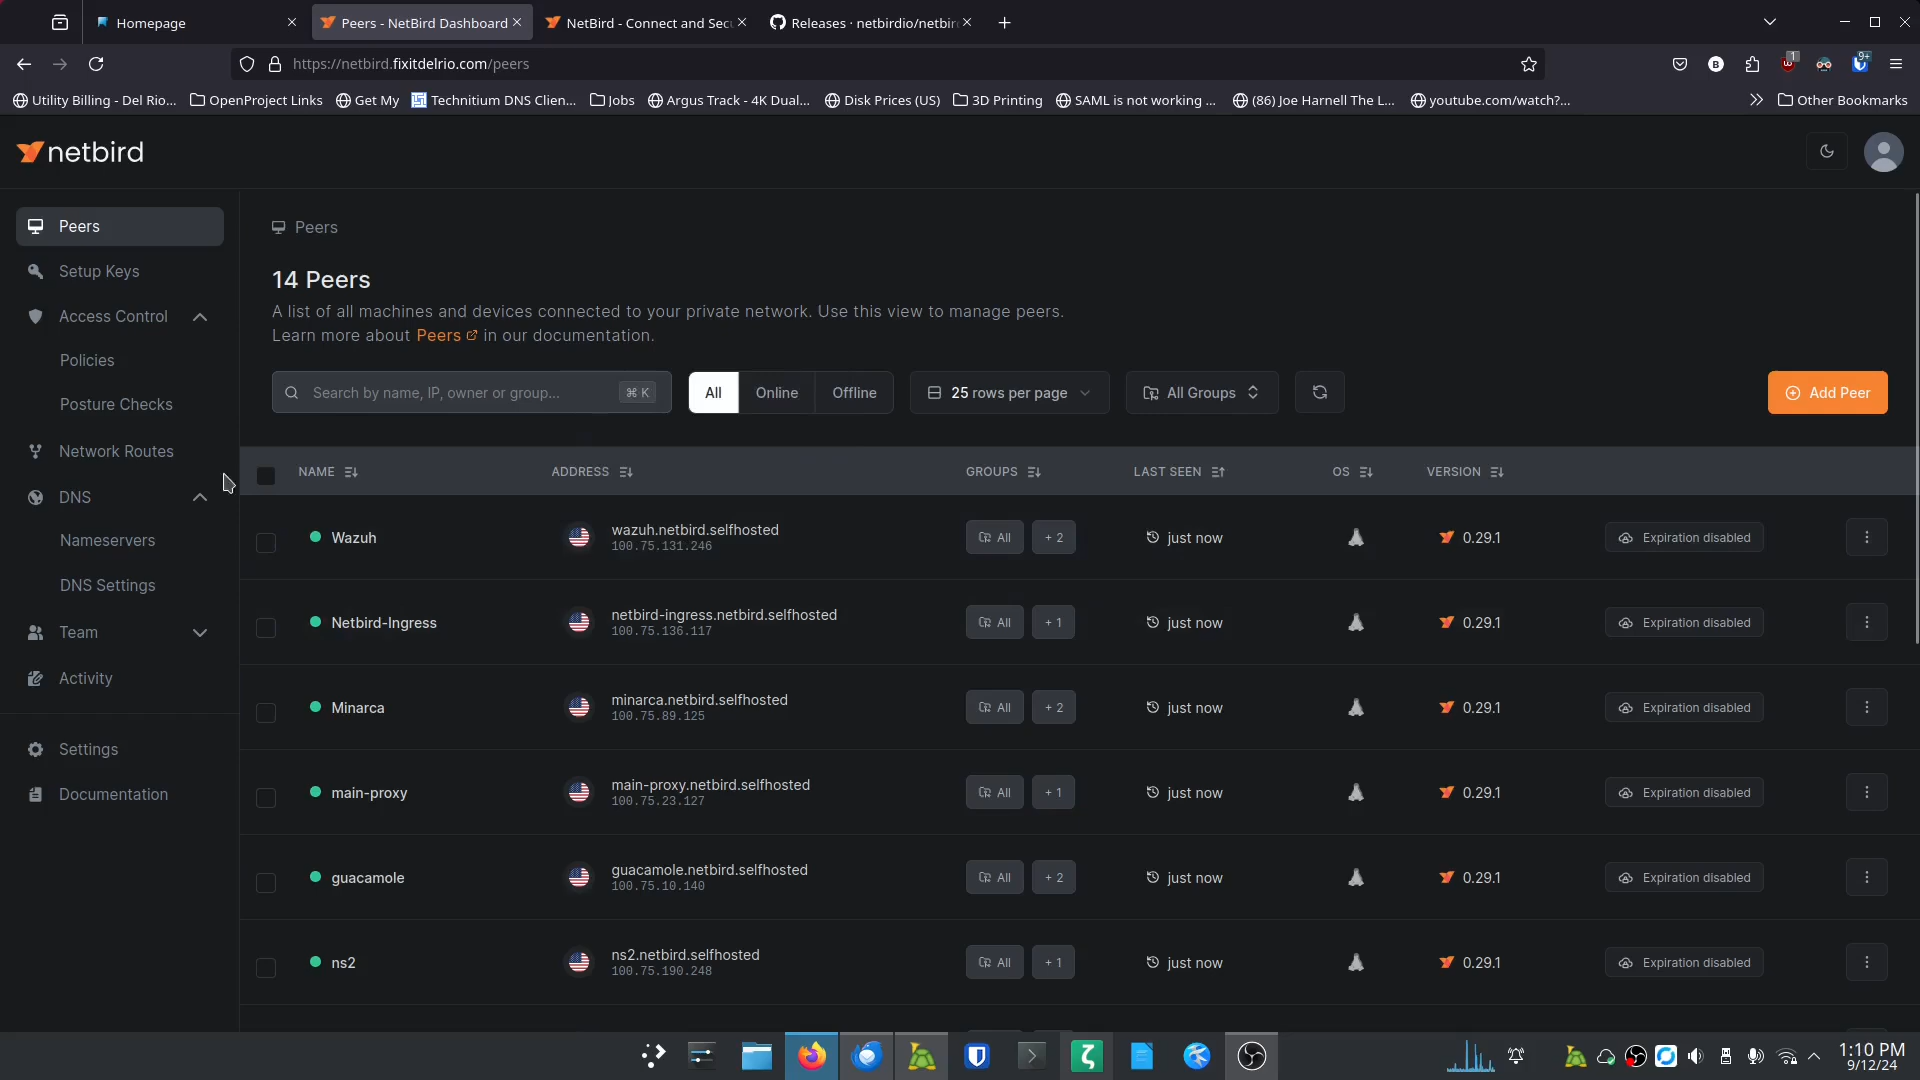 Homepage
Peers - NetBird Dashboard
NetBird - Connect and Secu
Releases · netbirdio/netbird
https://netbird.fixitdelrio.com/peers
Utility Billing - Del Rio...
OpenProject Links
Get My
Technitium DNS Clien...
Jobs
Argus Track - 4K Dual...
Disk Prices (US)
3D Printing
SAML is not working ...
(86) Joe Harnell The L...
youtube.com/watch?...
Other Bookmarks
netbird
Peers
Setup Keys
Access Control
Policies
Posture Checks
Network Routes
DNS
Nameservers
DNS Settings
Team
Activity
Settings
Documentation
Peers
14 Peers
A list of all machines and devices connected to your private network. Use this view to manage peers.
Learn more about Peers in our documentation.
Search by name, IP, owner or group... ⌘ K
All Online Offline
25 rows per page
All Groups
Add Peer
NAME ADDRESS GROUPS LAST SEEN OS VERSION
Wazuh wazuh.netbird.selfhosted All + 2 just now 0.29.1 Expiration disabled
100.75.131.246
Netbird-Ingress netbird-ingress.netbird.selfhosted All + 1 just now 0.29.1 Expiration disabled
100.75.136.117
Minarca minarca.netbird.selfhosted All + 2 just now 0.29.1 Expiration disabled
100.75.89.125
main-proxy main-proxy.netbird.selfhosted All + 1 just now 0.29.1 Expiration disabled
100.75.23.127
guacamole guacamole.netbird.selfhosted All + 2 just now 0.29.1 Expiration disabled
100.75.10.140
ns2 ns2.netbird.selfhosted All + 1 just now 0.29.1 Expiration disabled
100.75.190.248
1:10 PM
9/12/24